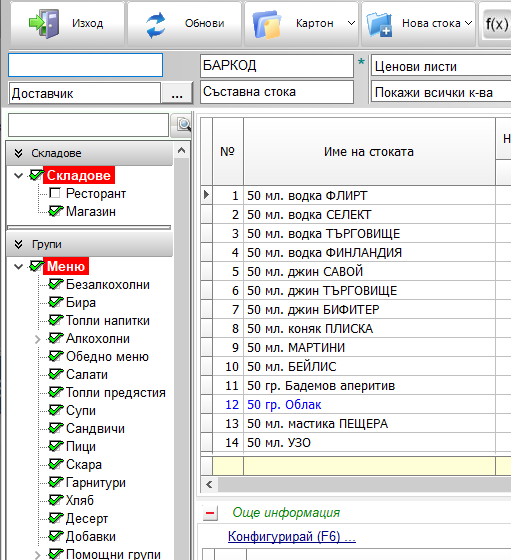 Изход Обнови Картон Нова стока f(x)
БАРКОД * Ценови листи
Доставчик ... Съставна стока Покажи всички к-ва
Складове
Складове
Ресторант
Магазин
Групи
Меню
Безалкохолни
Бира
Топли напитки
Алкохолни
Обедно меню
Салати
Топли предястия
Супи
Сандвичи
Пици
Скара
Гарнитури
Хляб
Десерт
Добавки
Помощни групи
№ Име на стоката Н
1 50 мл. водка ФЛИРТ
2 50 мл. водка СЕЛЕКТ
3 50 мл. водка ТЪРГОВИЩЕ
4 50 мл. водка ФИНЛАНДИЯ
5 50 мл. джин САВОЙ
6 50 мл. джин ТЪРГОВИЩЕ
7 50 мл. джин БИФИТЕР
8 50 мл. коняк ПЛИСКА
9 50 мл. МАРТИНИ
10 50 мл. БЕЙЛИС
11 50 гр. Бадемов аперитив
12 50 гр. Облак
13 50 мл. мастика ПЕЩЕРА
14 50 мл. УЗО
Още информация
Конфигурирай (F6) ...